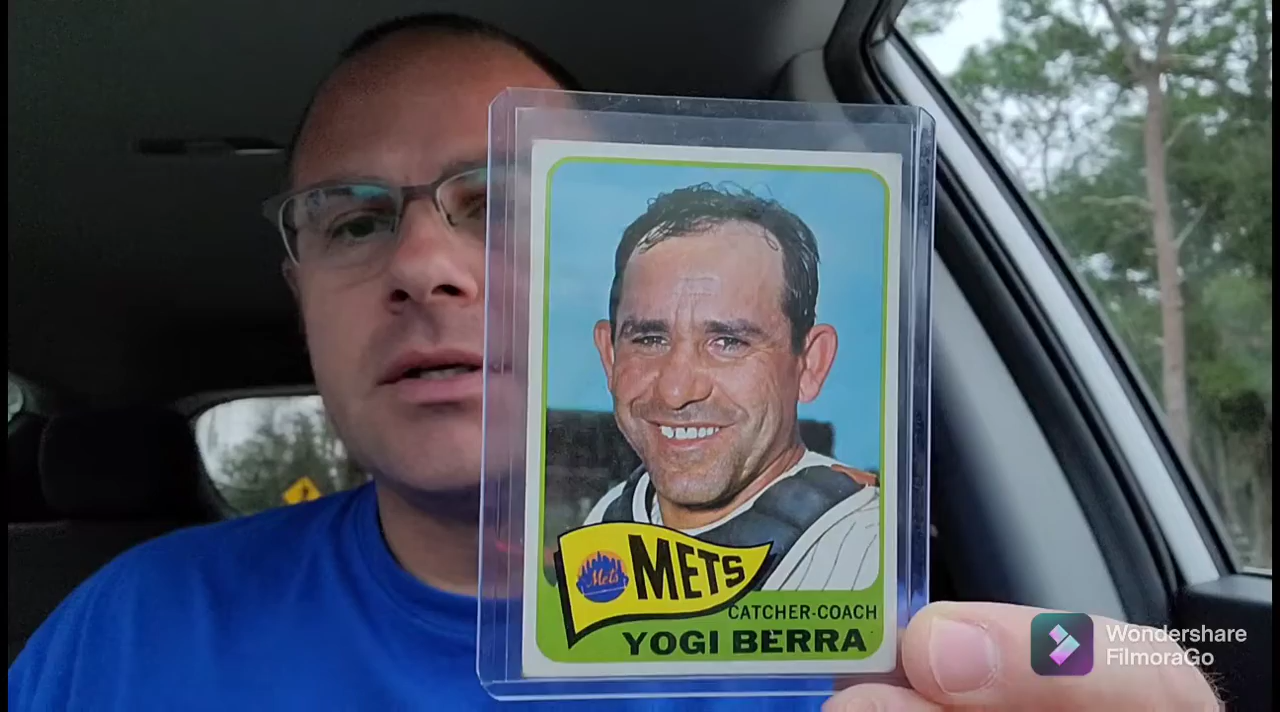 Mets
METS
CATCHER-COACH
YOGI BERRA
Wondershare
FilmoraGo